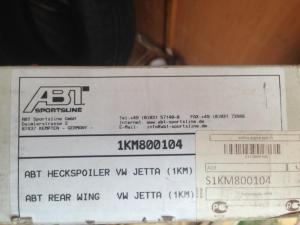 ABT
SPORTSLINE
ABT Sportsline GmbH
Daimlerstrasse 2
87437 KEMPTEN - GERMANY -
Tel.+49 (0)831 57140-0 FAX +49 (0)831 72986
Internet: www.abt-sportsline.de
E-Mail: info@abt-sportsline.de
1KM800104
ABT HECKSPOILER VW JETTA (1KM)
ABT REAR WING VW JETTA (1KM)
S1KM800104